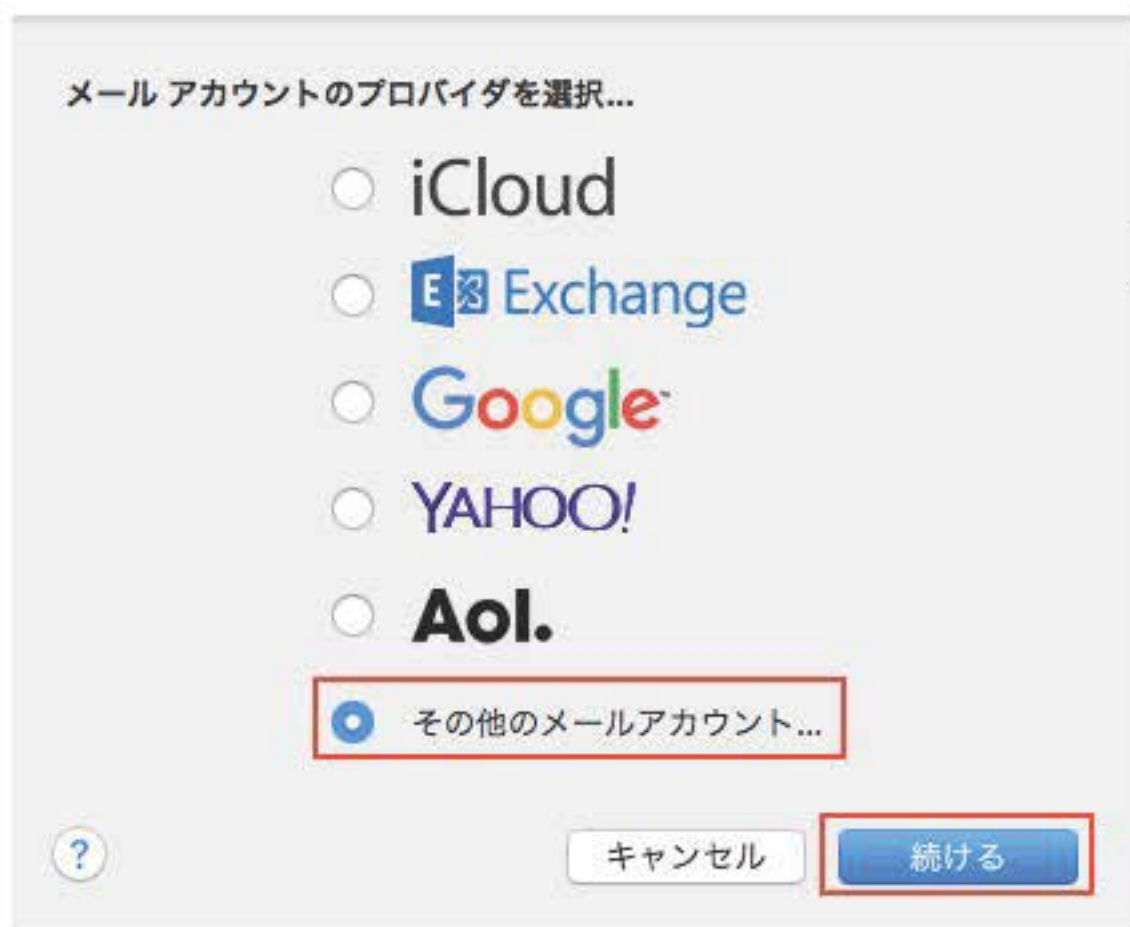 メール アカウントのプロバイダを選択...
iCloud
E Exchange
Google
YAHOO!
Aol.
その他のメールアカウント...
? キャンセル 続ける